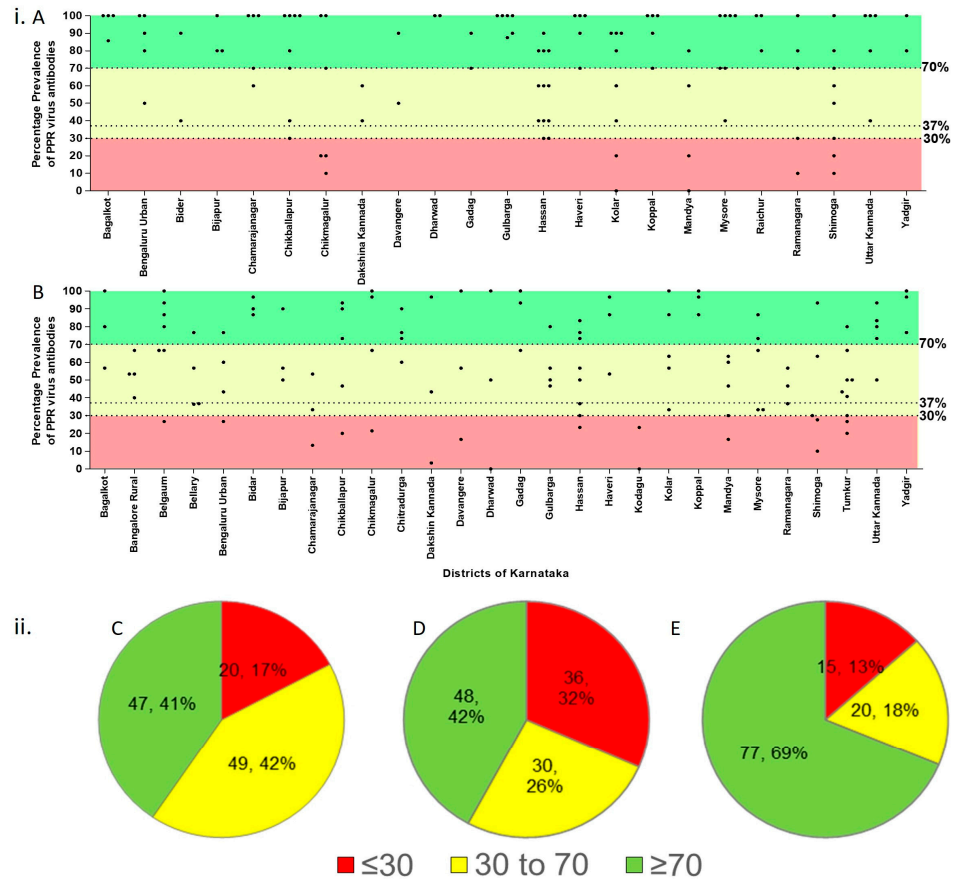 i. A
Percentage Prevalence
of PPR virus antibodies
100
90
80
70
60
50
40
30
20
10
0
70%
37%
30%
Bagalkot
Bengaluru Urban
Bider
Bijapur
Chamarajanagar
Chikballapur
Chikmagalur
Dakshina Kannada
Davangere
Dharwad
Gadag
Gulbarga
Hassan
Haveri
Kolar
Koppal
Mandya
Mysore
Raichur
Ramanagara
Shimoga
Uttar Kannada
Yadgir
B
Percentage Prevalence
of PPR virus antibodies
100
90
80
70
60
50
40
30
20
10
0
70%
37%
30%
Bagalkot
Bangalore Rural
Belgaum
Bellary
Bengaluru Urban
Bidar
Bijapur
Chamarajanagar
Chikballapur
Chikmagalur
Chitradurga
Dakshin Kannada
Davangere
Dharwad
Gadag
Gulbarga
Hassan
Haveri
Kodagu
Kolar
Koppal
Mandya
Mysore
Ramanagara
Shimoga
Tumkur
Uttar Kannada
Yadgir
Districts of Karnataka
ii.
C
20, 17%
47, 41%
49, 42%
D
36,
32%
48,
42%
30,
26%
E
15, 13%
20, 18%
77, 69%
≤30
30 to 70
≥70